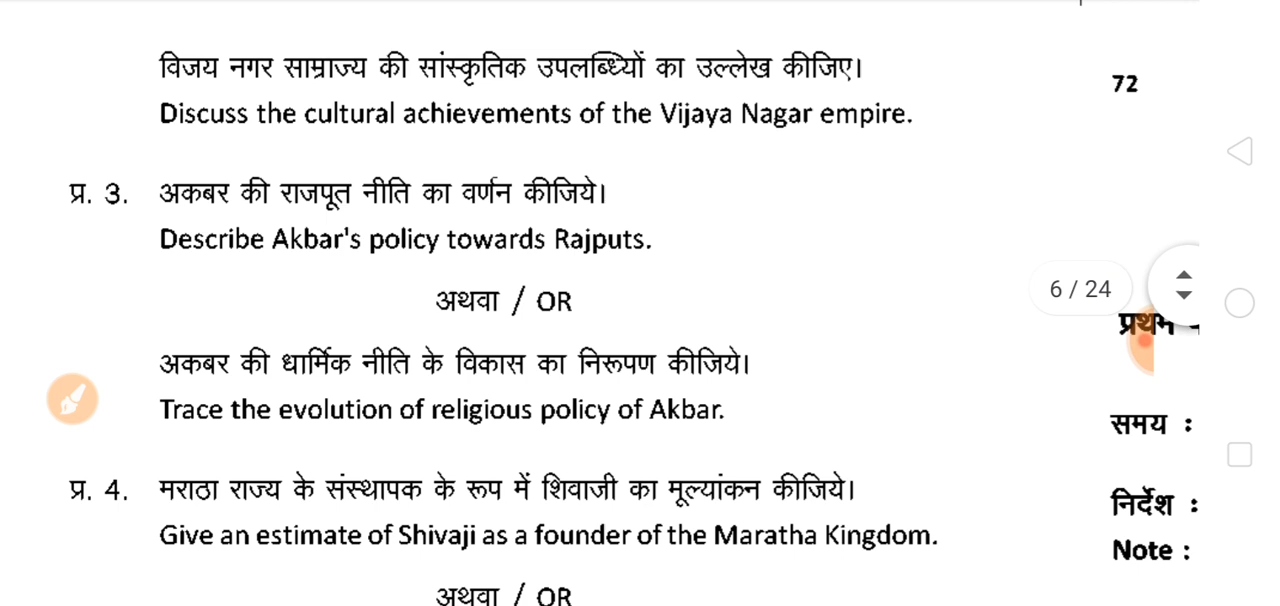 विजय नगर साम्राज्य की सांस्कृतिक उपलब्ध्यिों का उल्लेख कीजिए।
Discuss the cultural achievements of the Vijaya Nagar empire.
72
प्र. 3. अकबर की राजपूत नीति का वर्णन कीजिये।
Describe Akbar's policy towards Rajputs.
अथवा / OR
6 / 24
प्रथम
अकबर की धार्मिक नीति के विकास का निरूपण कीजिये।
Trace the evolution of religious policy of Akbar.
समय :
प्र. 4. मराठा राज्य के संस्थापक के रूप में शिवाजी का मूल्यांकन कीजिये।
Give an estimate of Shivaji as a founder of the Maratha Kingdom.
निर्देश :
Note :
अथवा / OR